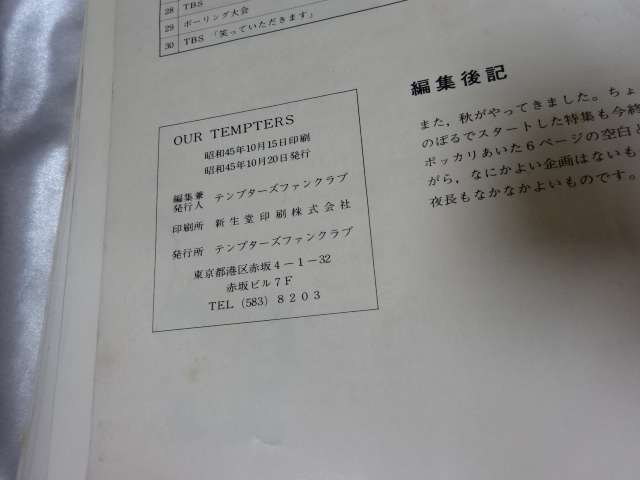 28 TBS
29 ボーリング大会
30 TBS 「笑っていただきます」
OUR TEMPTERS
昭和45年10月15日印刷
昭和45年10月20日発行
編集兼
発行人 テンプターズファンクラブ
印刷所 新生堂印刷株式会社
発行所 テンプターズファンクラブ
東京都港区赤坂4-1-32
赤坂ビル7F
TEL (583) 8203
編集後記
また，秋がやってきました。ちょ
のぼるでスタートした特集も今終
ポッカリあいた6ページの空白と
がら，なにかよい企画はないも
夜長もなかなかよいものです。